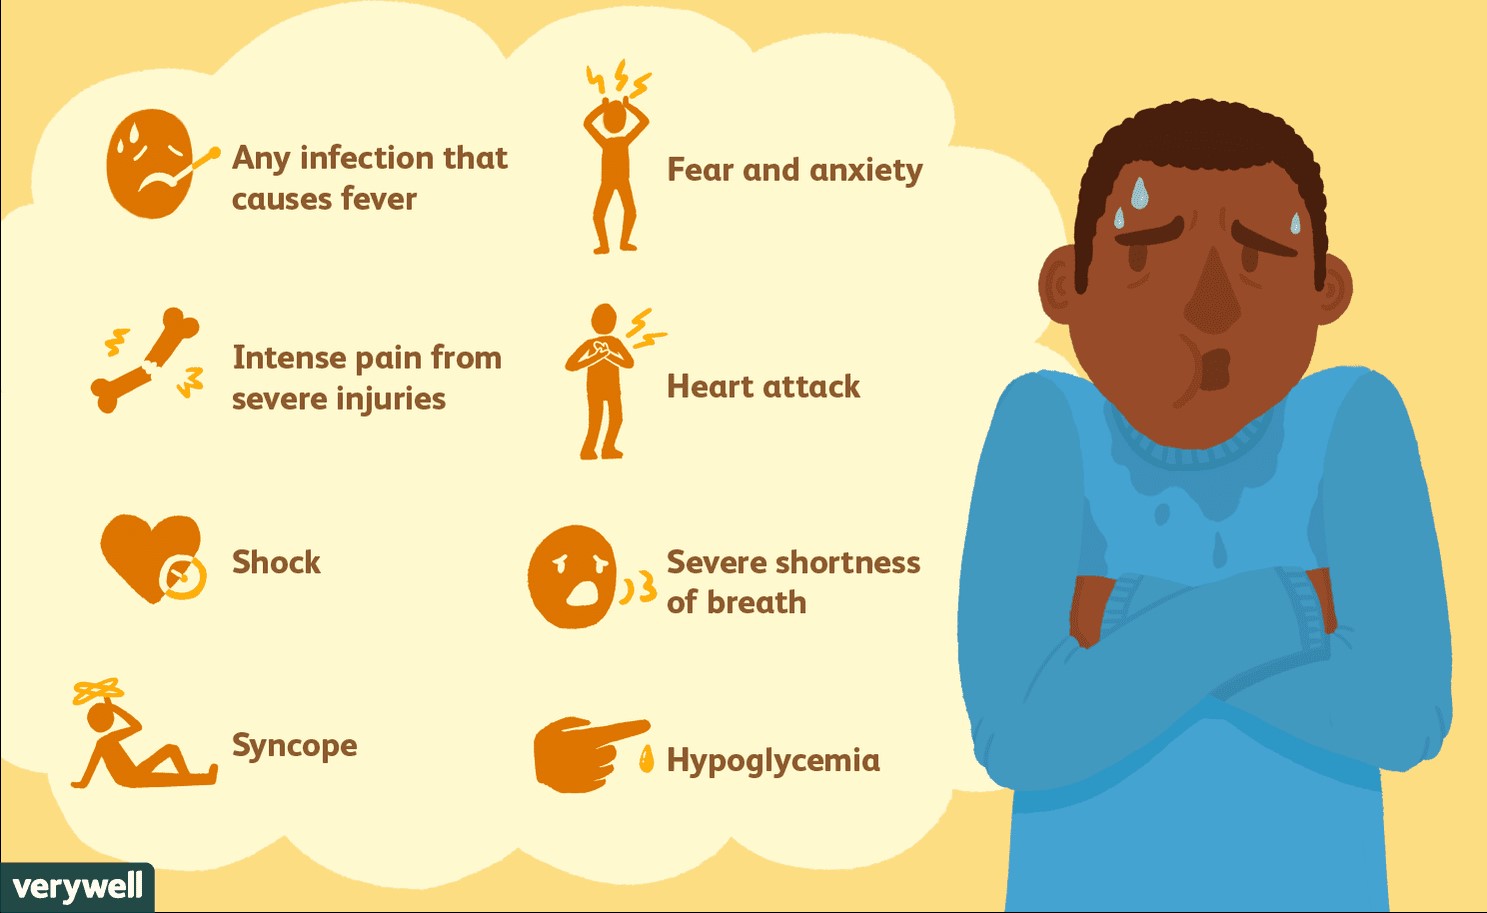 Any infection that
causes fever
Fear and anxiety
Intense pain from
severe injuries
Heart attack
Shock
Severe shortness
of breath
Syncope
Hypoglycemia
verywell